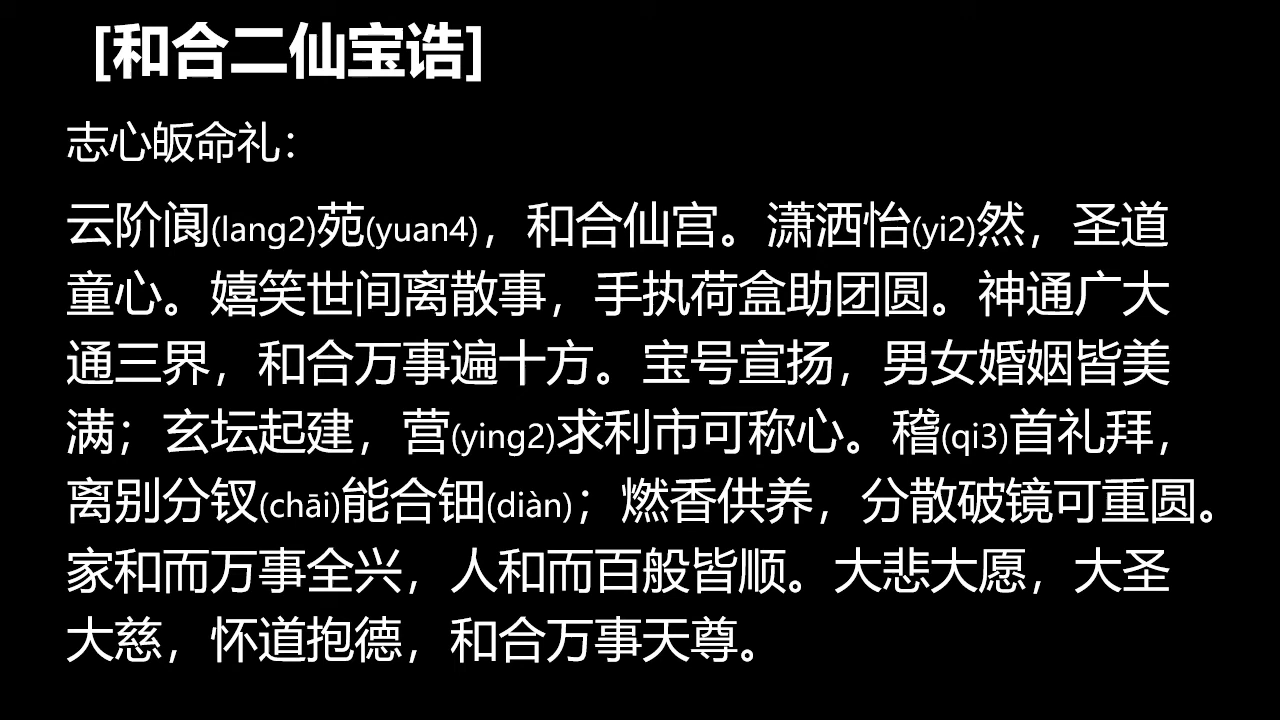 [和合二仙宝诰]
志心皈命礼：
云阶阆(lang2)苑(yuan4)，和合仙宫。潇洒怡(yi2)然，圣道
童心。嬉笑世间离散事，手执荷盒助团圆。神通广大
通三界，和合万事遍十方。宝号宣扬，男女婚姻皆美
满；玄坛起建，营(ying2)求利市可称心。稽(qi3)首礼拜，
离别分钗(chāi)能合钿(diàn)；燃香供养，分散破镜可重圆。
家和而万事全兴，人和而百般皆顺。大悲大愿，大圣
大慈，怀道抱德，和合万事天尊。